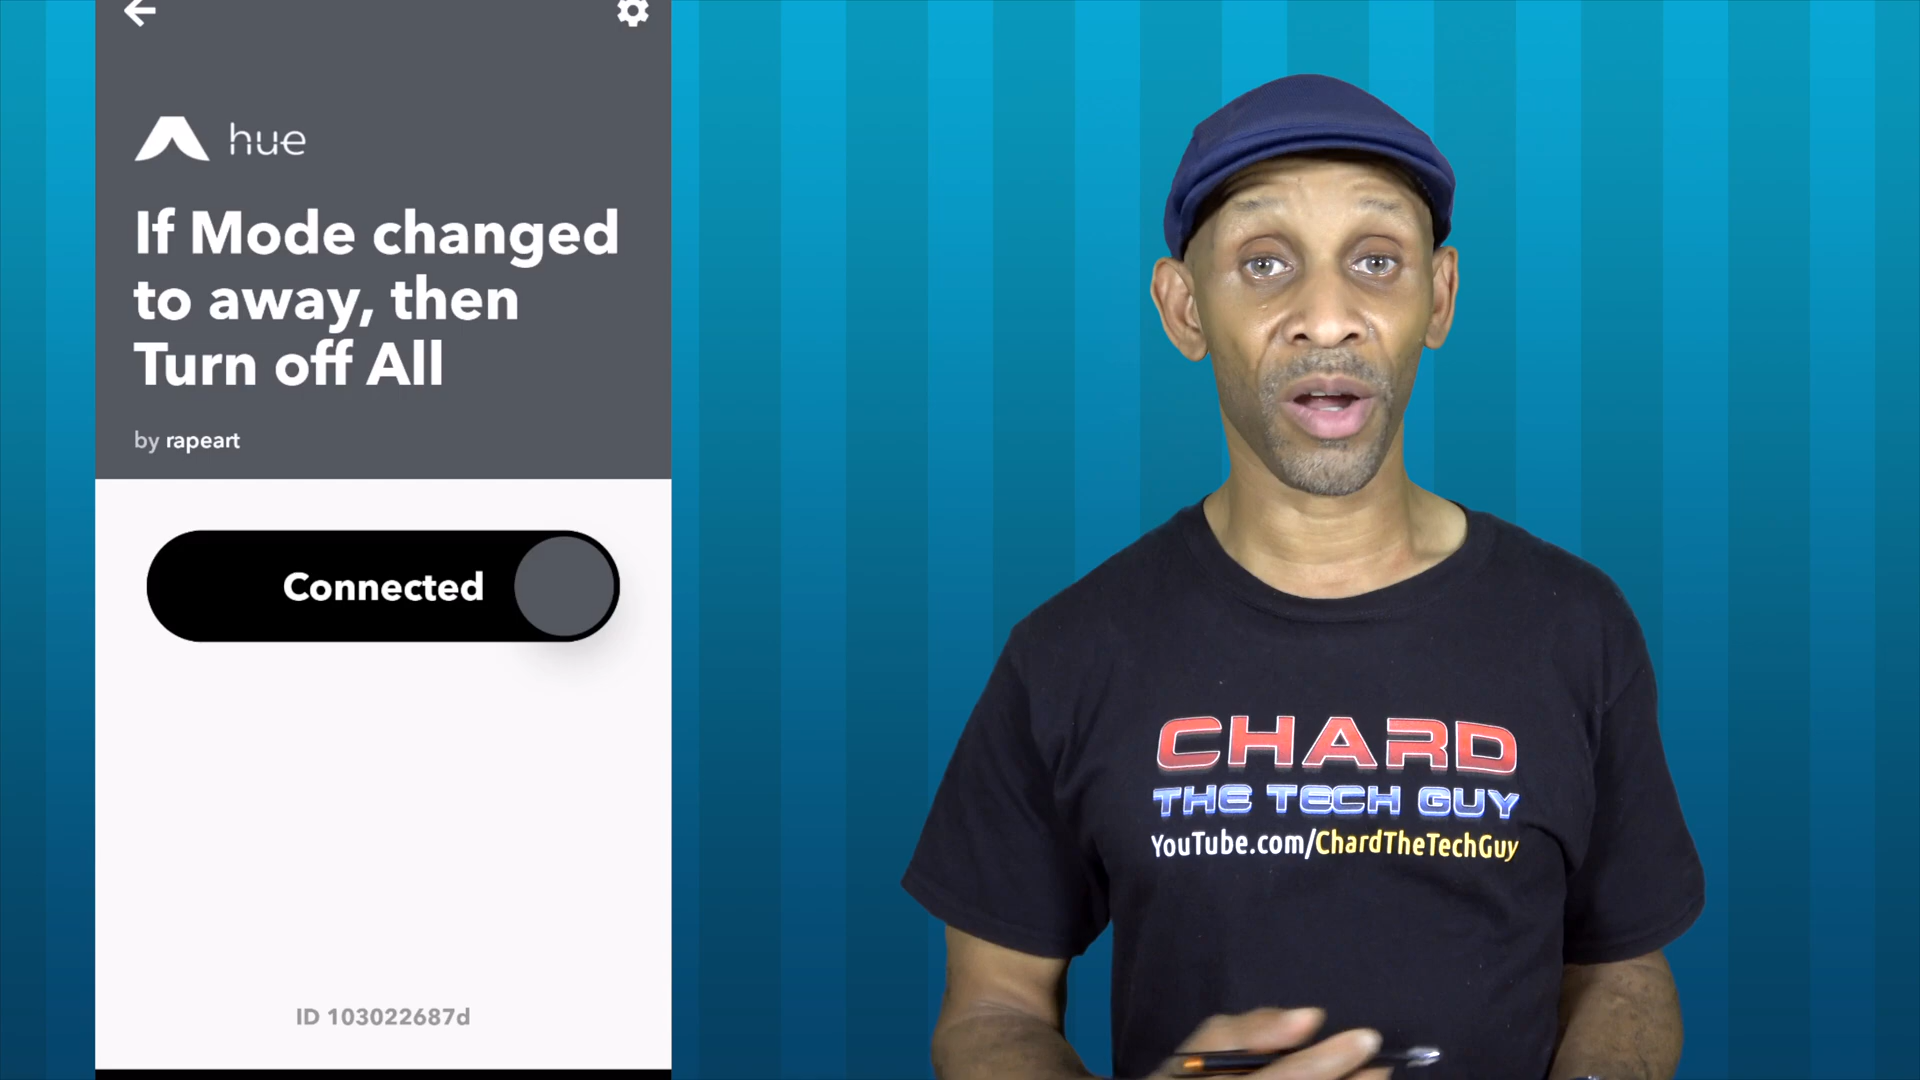 hue
If Mode changed
to away, then
Turn off All
by rapeart
Connected
ID 103022687d
CHARD
THE TECH GUY
YouTube.com/ChardTheTechGuy